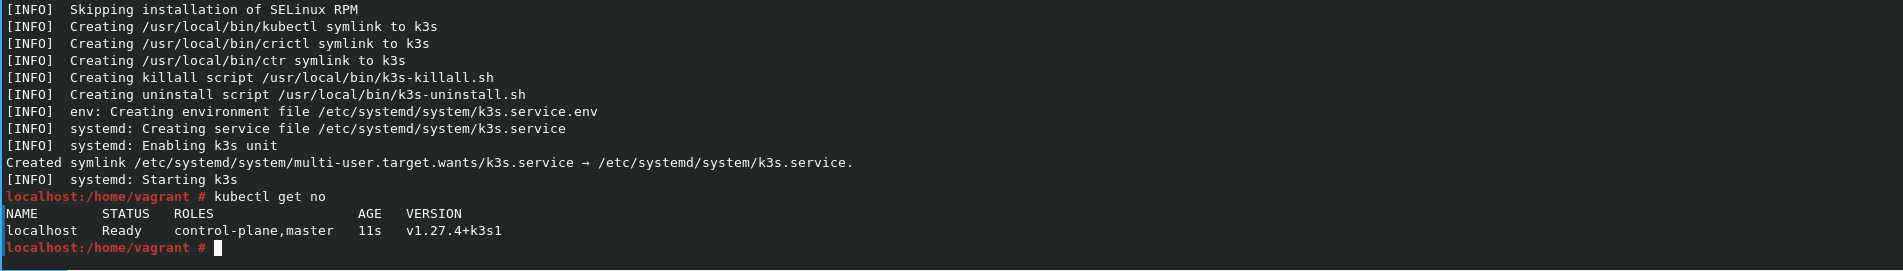 [INFO]  Skipping installation of SELinux RPM
[INFO]  Creating /usr/local/bin/kubectl symlink to k3s
[INFO]  Creating /usr/local/bin/crictl symlink to k3s
[INFO]  Creating /usr/local/bin/ctr symlink to k3s
[INFO]  Creating killall script /usr/local/bin/k3s-killall.sh
[INFO]  Creating uninstall script /usr/local/bin/k3s-uninstall.sh
[INFO]  env: Creating environment file /etc/systemd/system/k3s.service.env
[INFO]  systemd: Creating service file /etc/systemd/system/k3s.service
[INFO]  systemd: Enabling k3s unit
Created symlink /etc/systemd/system/multi-user.target.wants/k3s.service → /etc/systemd/system/k3s.service.
[INFO]  systemd: Starting k3s
localhost:/home/vagrant # kubectl get no
NAME        STATUS   ROLES                  AGE   VERSION
localhost   Ready    control-plane,master   11s   v1.27.4+k3s1
localhost:/home/vagrant #